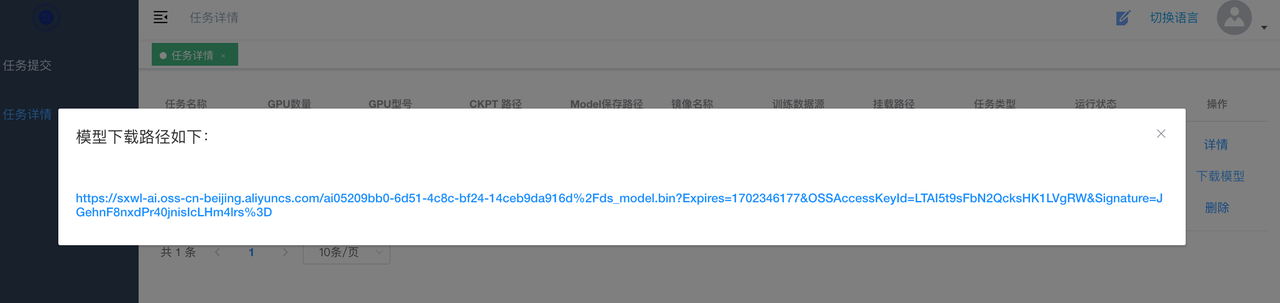 任务详情
切换语言
任务详情 ×
任务提交
任务详情
任务名称 GPU数量 GPU型号 CKPT 路径 Model保存路径 镜像名称 训练数据源 挂载路径 任务类型 运行状态 操作
模型下载路径如下：
https://sxwl-ai.oss-cn-beijing.aliyuncs.com/ai05209bb0-6d51-4c8c-bf24-14ceb9da916d%2Fds_model.bin?Expires=1702346177&OSSAccessKeyId=LTAI5t9sFbN2QcksHK1LVgRW&Signature=J
GehnF8nxdPr40jnisIcLHm4lrs%3D
详情
下载模型
删除
共 1 条 1 10条/页